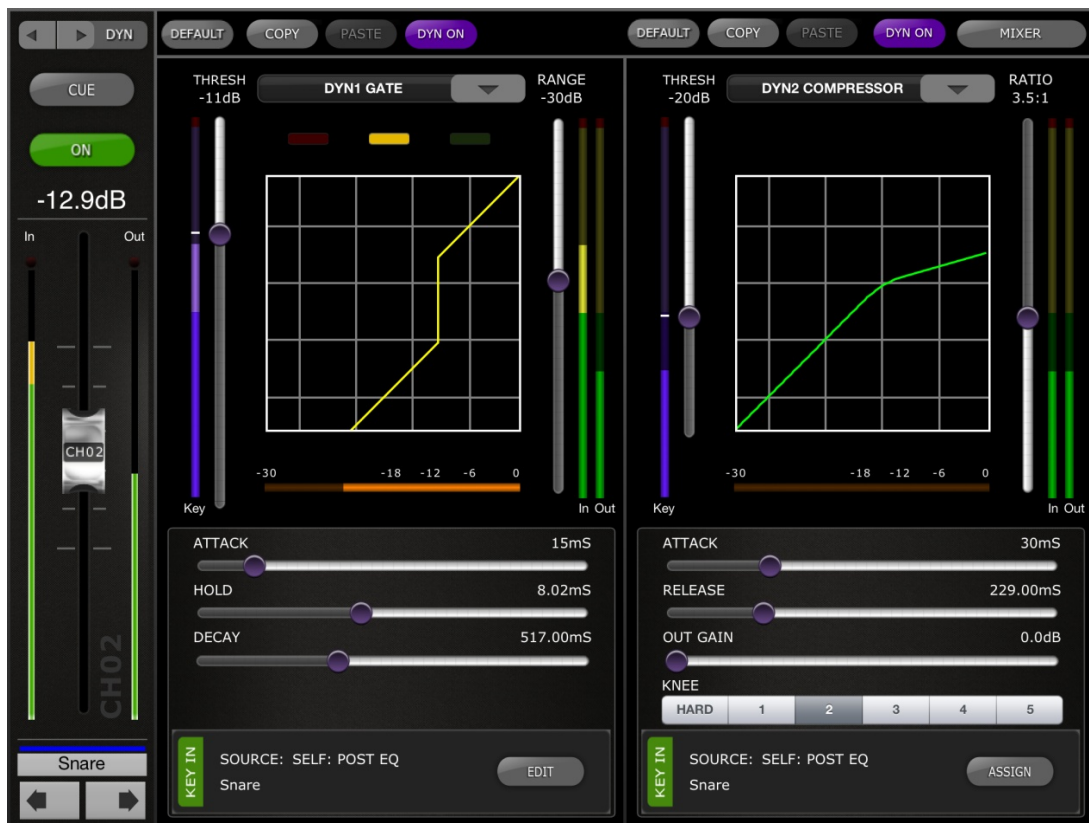 DYN
DEFAULT COPY PASTE DYN ON
DEFAULT COPY PASTE DYN ON MIXER
CUE
ON
-12.9dB
In Out
CH02
CH02
Snare
THRESH
-11dB
DYN1 GATE
RANGE
-30dB
-30 -18 -12 -6 0
Key
In Out
ATTACK 15mS
HOLD 8.02mS
DECAY 517.00mS
KEY IN
SOURCE: SELF: POST EQ
Snare
EDIT
THRESH
-20dB
DYN2 COMPRESSOR
RATIO
3.5:1
-30 -18 -12 -6 0
Key
In Out
ATTACK 30mS
RELEASE 229.00mS
OUT GAIN 0.0dB
KNEE
HARD 1 2 3 4 5
KEY IN
SOURCE: SELF: POST EQ
Snare
ASSIGN